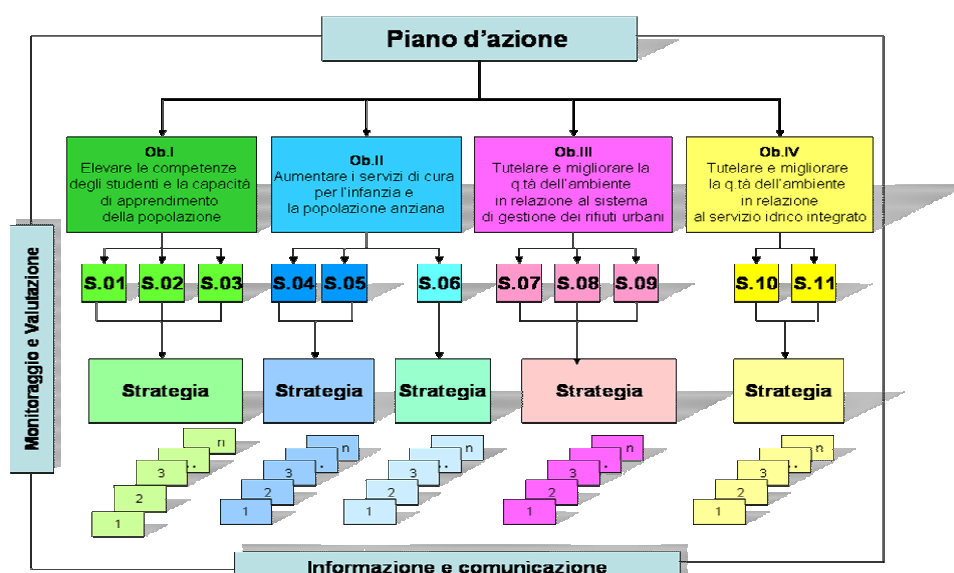 Piano d'azione
Ob.I
Elevare le competenze
degli studenti e la capacità
di apprendimento
della popolazione
Ob.II
Aumentare i servizi di cura
per l'infanzia e
la popolazione anziana
Ob.III
Tutelare e migliorare la
q.tà dell'ambiente
in relazione al sistema
di gestione dei rifiuti urbani
Ob.IV
Tutelare e migliorare
la q.tà dell'ambiente
in relazione
al servizio idrico integrato
Monitoraggio e Valutazione
S.01 S.02 S.03 S.04 S.05 S.06 S.07 S.08 S.09 S.10 S.11
Strategia Strategia Strategia Strategia Strategia
n
..
3
2
1
n
.
3
2
1
n
..
3
2
1
n
.
3
2
1
n
..
3
2
1
Informazione e comunicazione